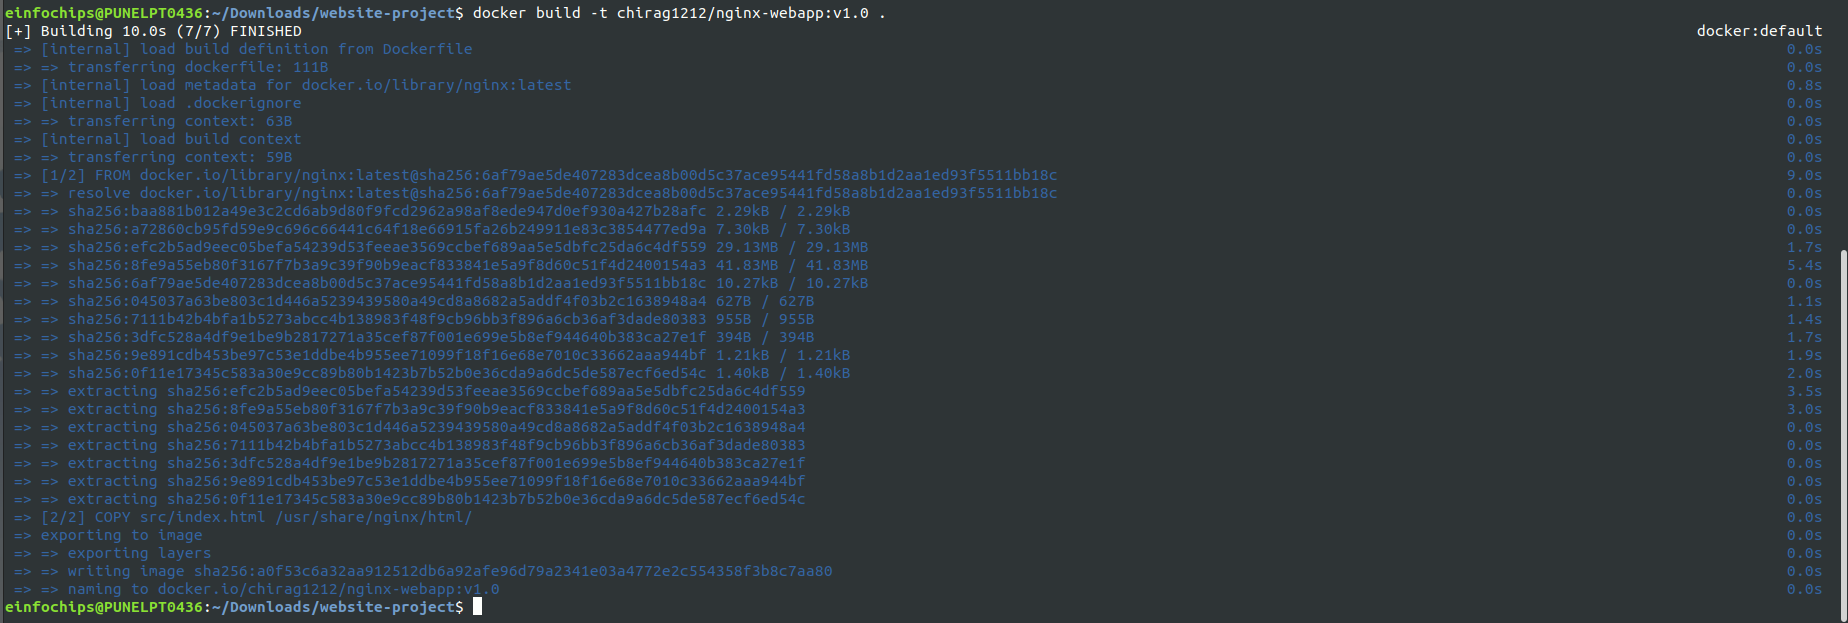 einfochips@PUNELPT0436:~/Downloads/website-project$ docker build -t chirag1212/nginx-webapp:v1.0 .
[+] Building 10.0s (7/7) FINISHED docker:default
=> [internal] load build definition from Dockerfile 0.0s
=> => transferring dockerfile: 111B 0.0s
=> [internal] load metadata for docker.io/library/nginx:latest 0.8s
=> [internal] load .dockerignore 0.0s
=> => transferring context: 63B 0.0s
=> [internal] load build context 0.0s
=> => transferring context: 59B 0.0s
=> [1/2] FROM docker.io/library/nginx:latest@sha256:6af79ae5de407283dcea8b00d5c37ace95441fd58a8b1d2aa1ed93f5511bb18c 9.0s
=> => resolve docker.io/library/nginx:latest@sha256:6af79ae5de407283dcea8b00d5c37ace95441fd58a8b1d2aa1ed93f5511bb18c 0.0s
=> => sha256:baa881b012a49e3c2cd6ab9d80f9fcd2962a98af8ede947d0ef930a427b28afc 2.29kB / 2.29kB 0.0s
=> => sha256:a72860cb95fd59e9c696c66441c64f18e66915fa26b249911e83c3854477ed9a 7.30kB / 7.30kB 0.0s
=> => sha256:efc2b5ad9eec05befa54239d53feeae3569ccbef689aa5e5dbfc25da6c4df559 29.13MB / 29.13MB 1.7s
=> => sha256:8fe9a55eb80f3167f7b3a9c39f90b9eacf833841e5a9f8d60c51f4d2400154a3 41.83MB / 41.83MB 5.4s
=> => sha256:6af79ae5de407283dcea8b00d5c37ace95441fd58a8b1d2aa1ed93f5511bb18c 10.27kB / 10.27kB 0.0s
=> => sha256:045037a63be803c1d446a5239439580a49cd8a8682a5addf4f03b2c1638948a4 627B / 627B 1.1s
=> => sha256:7111b42b4bfa1b5273abcc4b138983f48f9cb96bb3f896a6cb36af3dade80383 955B / 955B 1.4s
=> => sha256:3dfc528a4df9e1be9b2817271a35cef87f001e699e5b8ef944640b383ca27e1f 394B / 394B 1.7s
=> => sha256:9e891cdb453be97c53e1ddbe4b955ee71099f18f16e68e7010c33662aaa944bf 1.21kB / 1.21kB 1.9s
=> => sha256:0f11e17345c583a30e9cc89b80b1423b7b52b0e36cda9a6dc5de587ecf6ed54c 1.40kB / 1.40kB 2.0s
=> => extracting sha256:efc2b5ad9eec05befa54239d53feeae3569ccbef689aa5e5dbfc25da6c4df559 3.5s
=> => extracting sha256:8fe9a55eb80f3167f7b3a9c39f90b9eacf833841e5a9f8d60c51f4d2400154a3 3.0s
=> => extracting sha256:045037a63be803c1d446a5239439580a49cd8a8682a5addf4f03b2c1638948a4 0.0s
=> => extracting sha256:7111b42b4bfa1b5273abcc4b138983f48f9cb96bb3f896a6cb36af3dade80383 0.0s
=> => extracting sha256:3dfc528a4df9e1be9b2817271a35cef87f001e699e5b8ef944640b383ca27e1f 0.0s
=> => extracting sha256:9e891cdb453be97c53e1ddbe4b955ee71099f18f16e68e7010c33662aaa944bf 0.0s
=> => extracting sha256:0f11e17345c583a30e9cc89b80b1423b7b52b0e36cda9a6dc5de587ecf6ed54c 0.0s
=> [2/2] COPY src/index.html /usr/share/nginx/html/ 0.0s
=> exporting to image 0.0s
=> => exporting layers 0.0s
=> => writing image sha256:a0f53c6a32aa912512db6a92afe96d79a2341e03a4772e2c554358f3b8c7aa80 0.0s
=> => naming to docker.io/chirag1212/nginx-webapp:v1.0 0.0s
einfochips@PUNELPT0436:~/Downloads/website-project$